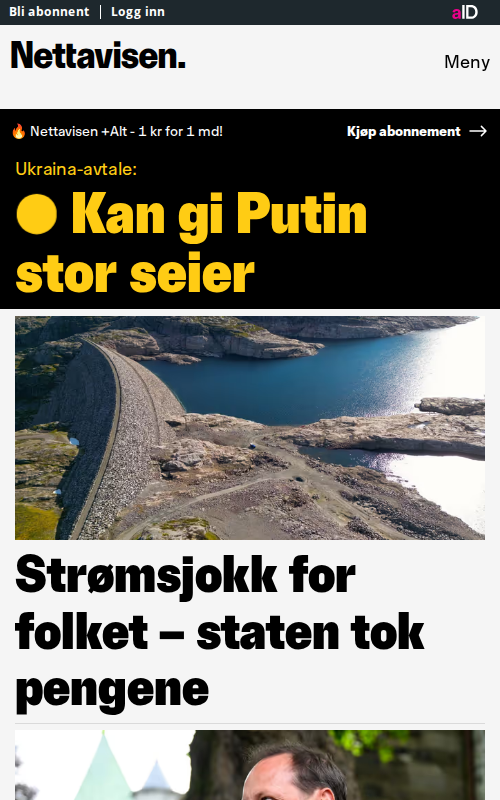 Bli abonnent | Logg inn
aID
Nettavisen.
Meny
🔥 Nettavisen +Alt - 1 kr for 1 md!
Kjøp abonnement →
Ukraina-avtale:
Kan gi Putin
stor seier
Strømsjokk for
folket – staten tok
pengene